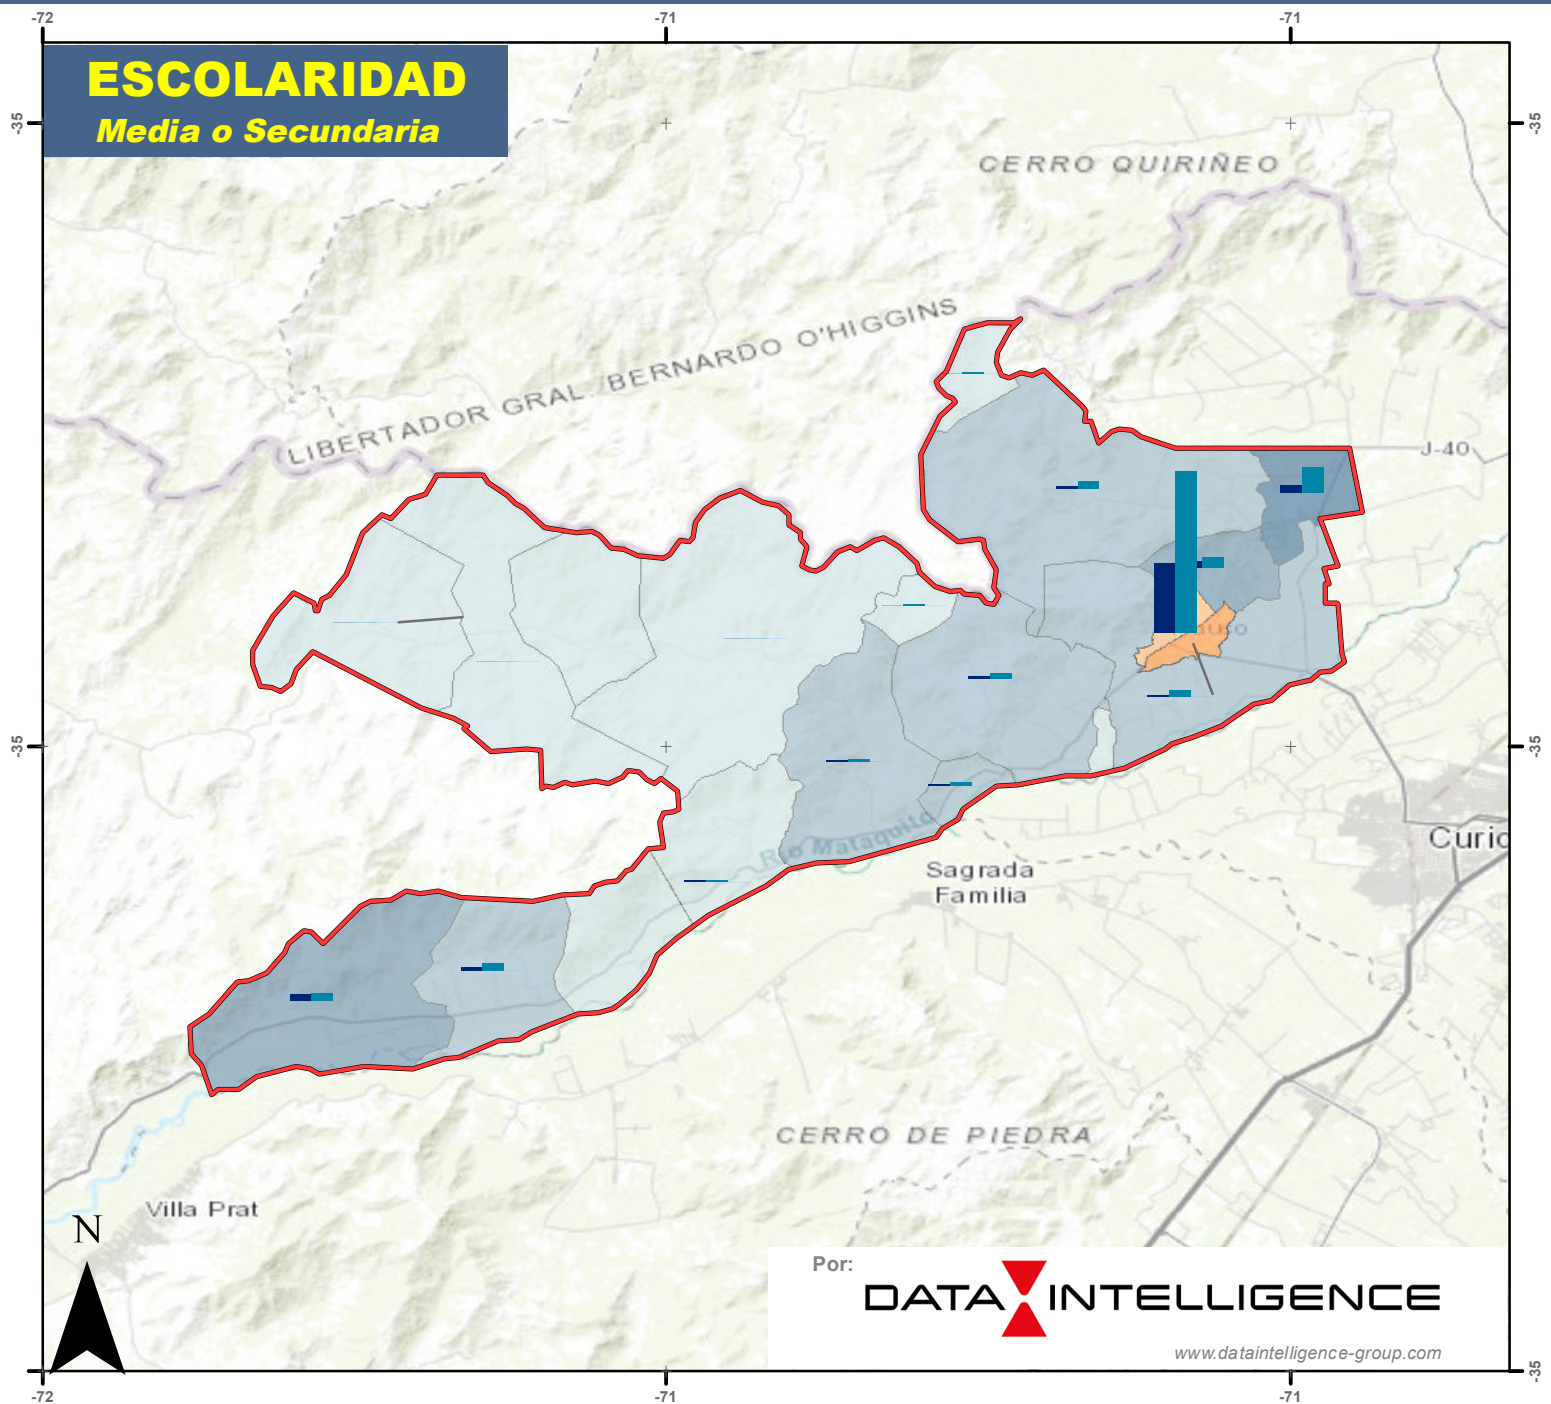 -72
-71
-71
ESCOLARIDAD
Media o Secundaria
-35
-35
CERRO QUIRIÑEO
LIBERTADOR GRAL. BERNARDO O'HIGGINS
J-40
-35
-35
Río Mataquito
Curic
Sagrada
Familia
CERRO DE PIEDRA
Villa Prat
N
Por:
DATA INTELLIGENCE
www.dataintelligence-group.com
-35
-72
-71
-71